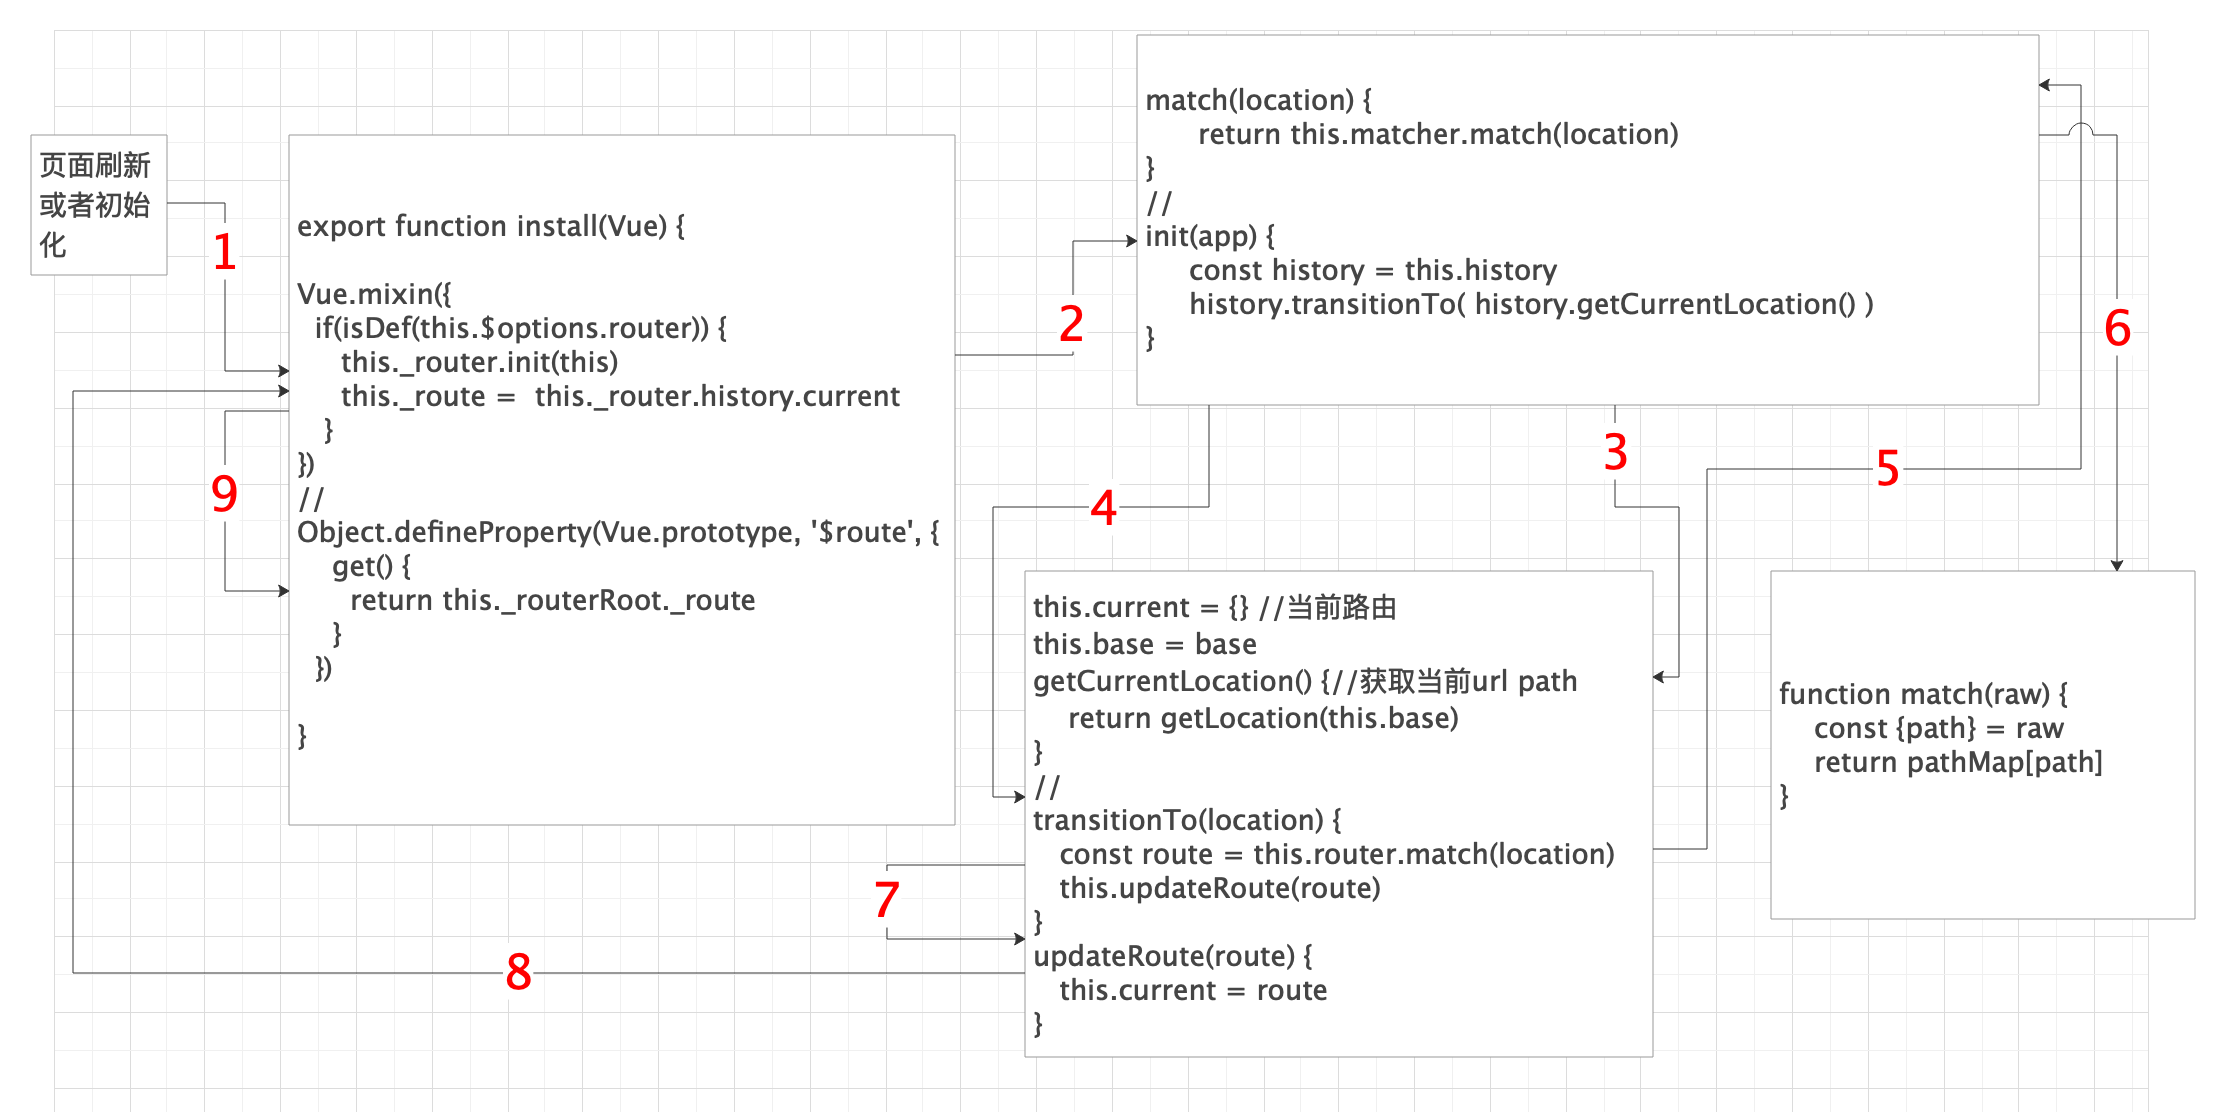 页面刷新
或者初始
化
1
export function install(Vue) {
Vue.mixin({
if(isDef(this.$options.router)) {
this._router.init(this)
this._route =  this._router.history.current
}
})
//
Object.defineProperty(Vue.prototype, '$route', {
get() {
return this._routerRoot._route
}
})
}
9
2
match(location) {
return this.matcher.match(location)
}
//
init(app) {
const history = this.history
history.transitionTo( history.getCurrentLocation() )
}
3
4
5
6
this.current = {} //当前路由
this.base = base
getCurrentLocation() {//获取当前url path
return getLocation(this.base)
}
//
transitionTo(location) {
const route = this.router.match(location)
this.updateRoute(route)
}
updateRoute(route) {
this.current = route
}
7
8
function match(raw) {
const {path} = raw
return pathMap[path]
}